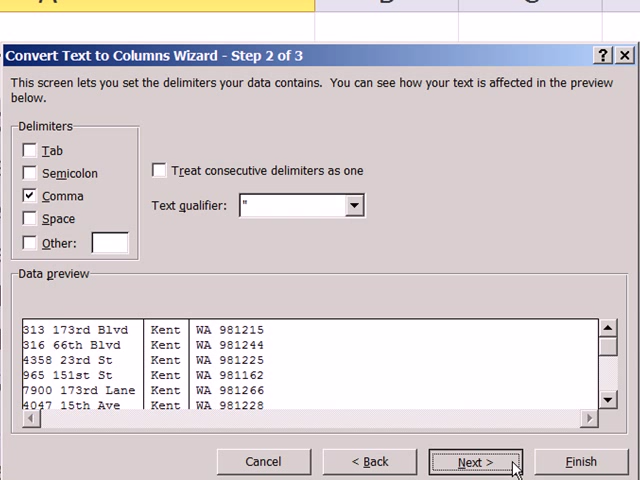 Convert Text to Columns Wizard - Step 2 of 3
This screen lets you set the delimiters your data contains. You can see how your text is affected in the preview
below.
Delimiters
Tab
Semicolon
Comma
Space
Other:
Treat consecutive delimiters as one
Text qualifier: "
Data preview
313 173rd Blvd Kent WA 981215
316 66th Blvd Kent WA 981244
4358 23rd St Kent WA 981225
965 151st St Kent WA 981162
7900 173rd Lane Kent WA 981266
4047 15th Ave Kent WA 981228
Cancel < Back Next > Finish